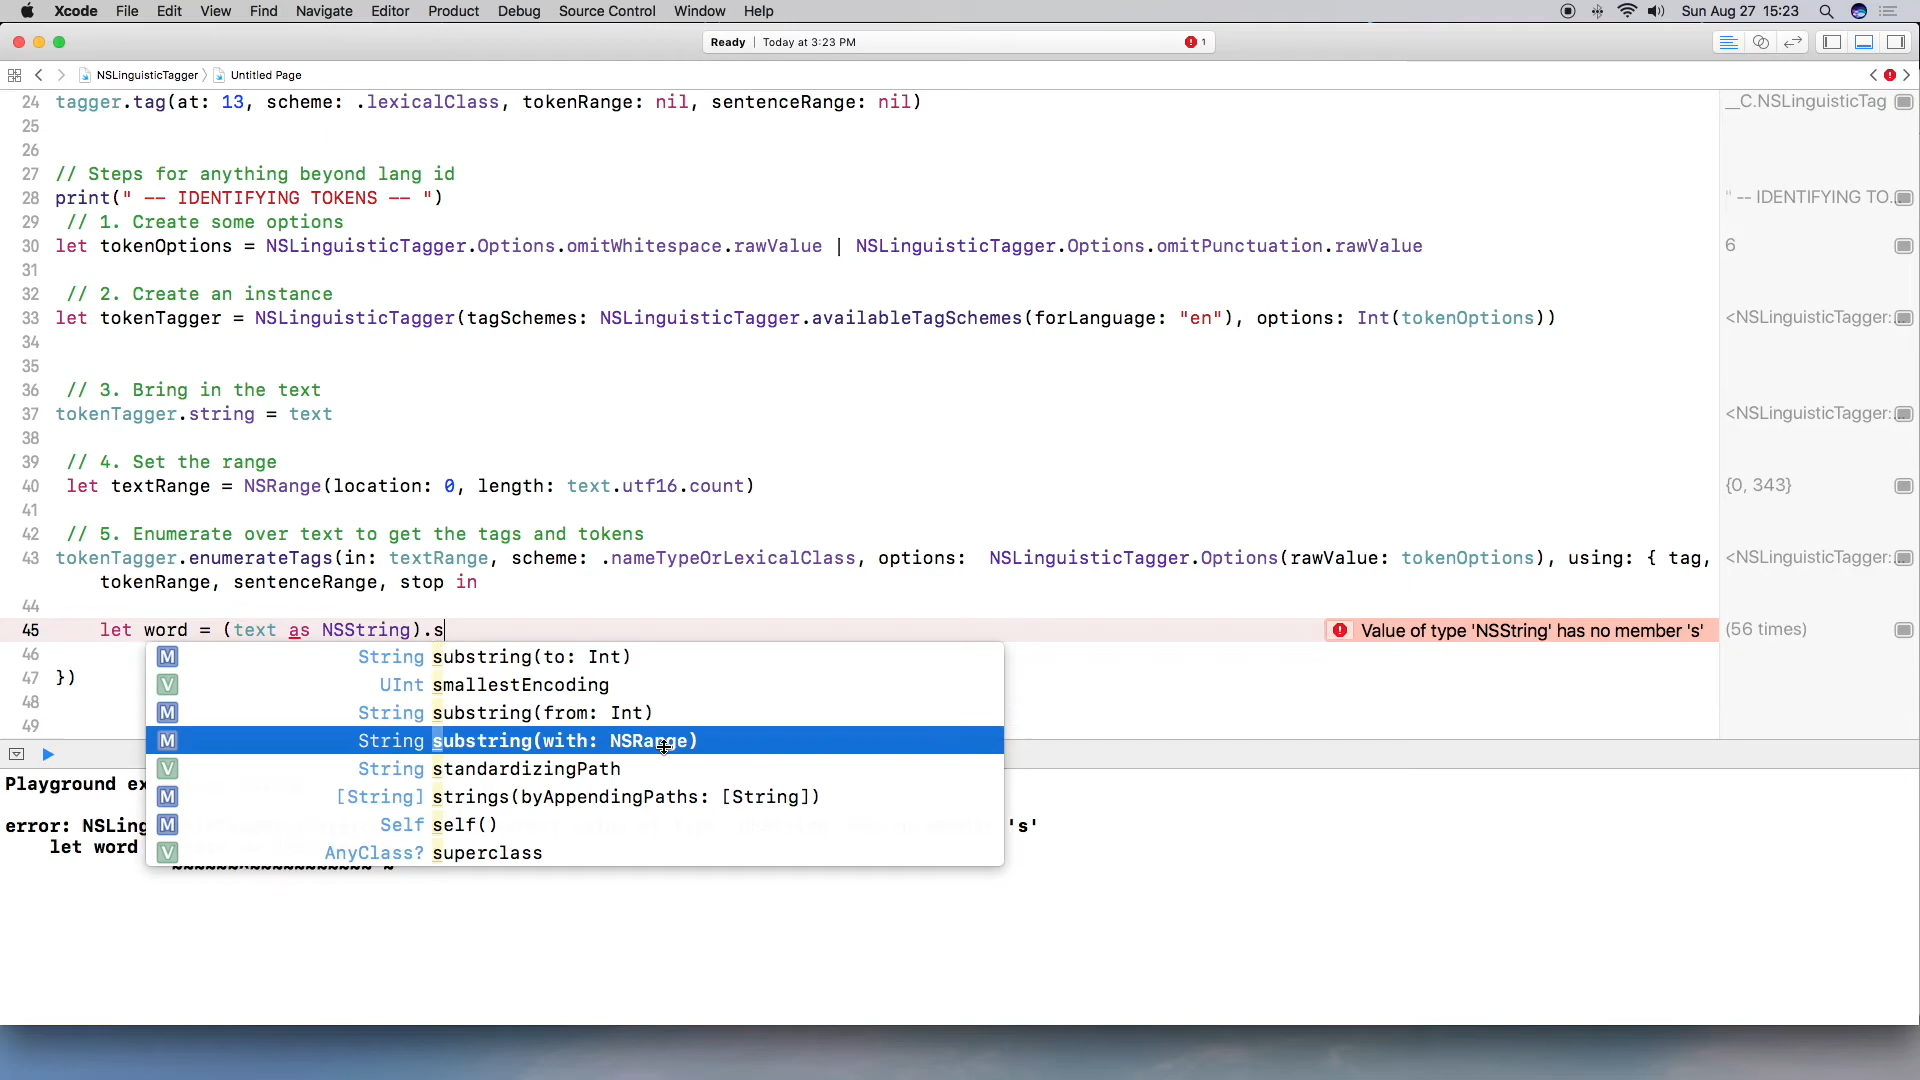 Xcode File Edit View Find Navigate Editor Product Debug Source Control Window Help Sun Aug 27 15:23
Ready | Today at 3:23 PM 1
NSLinguisticTagger Untitled Page
24 tagger.tag(at: 13, scheme: .lexicalClass, tokenRange: nil, sentenceRange: nil) __C.NSLinguisticTag
25
26
27 // Steps for anything beyond lang id
28 print(" -- IDENTIFYING TOKENS -- ") " -- IDENTIFYING TO...
29 // 1. Create some options
30 let tokenOptions = NSLinguisticTagger.Options.omitWhitespace.rawValue | NSLinguisticTagger.Options.omitPunctuation.rawValue 6
31
32 // 2. Create an instance
33 let tokenTagger = NSLinguisticTagger(tagSchemes: NSLinguisticTagger.availableTagSchemes(forLanguage: "en"), options: Int(tokenOptions)) <NSLinguisticTagger:...
34
35
36 // 3. Bring in the text
37 tokenTagger.string = text <NSLinguisticTagger:...
38
39 // 4. Set the range
40 let textRange = NSRange(location: 0, length: text.utf16.count) {0, 343}
41
42 // 5. Enumerate over text to get the tags and tokens
43 tokenTagger.enumerateTags(in: textRange, scheme: .nameTypeOrLexicalClass, options: NSLinguisticTagger.Options(rawValue: tokenOptions), using: { tag, <NSLinguisticTagger:...
tokenRange, sentenceRange, stop in
44
45 let word = (text as NSString).s Value of type 'NSString' has no member 's' (56 times)
46
M String substring(to: Int)
47 })
V UInt smallestEncoding
48
M String substring(from: Int)
49
M String substring(with: NSRange)
V String standardizingPath
Playground ex
M [String] strings(byAppendingPaths: [String])
error: NSLing 's'
M Self self()
let word
V AnyClass? superclass